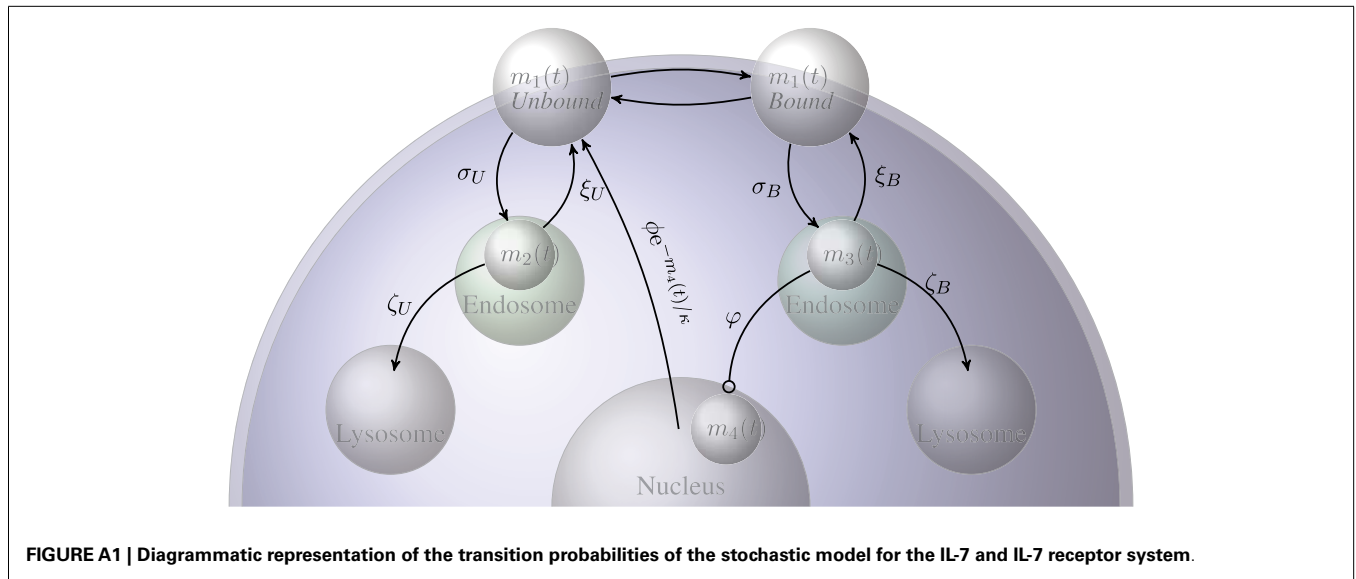 m₁(t)
Unbound
m₁(t)
Bound
σ_U
ξ_U
σ_B
ξ_B
ϕe^{−m₄(t)/κ}
m₂(t)
Endosome
m₃(t)
Endosome
ζ_U
φ
ζ_B
Lysosome
m₄(t)
Lysosome
Nucleus
FIGURE A1 | Diagrammatic representation of the transition probabilities of the stochastic model for the IL-7 and IL-7 receptor system.